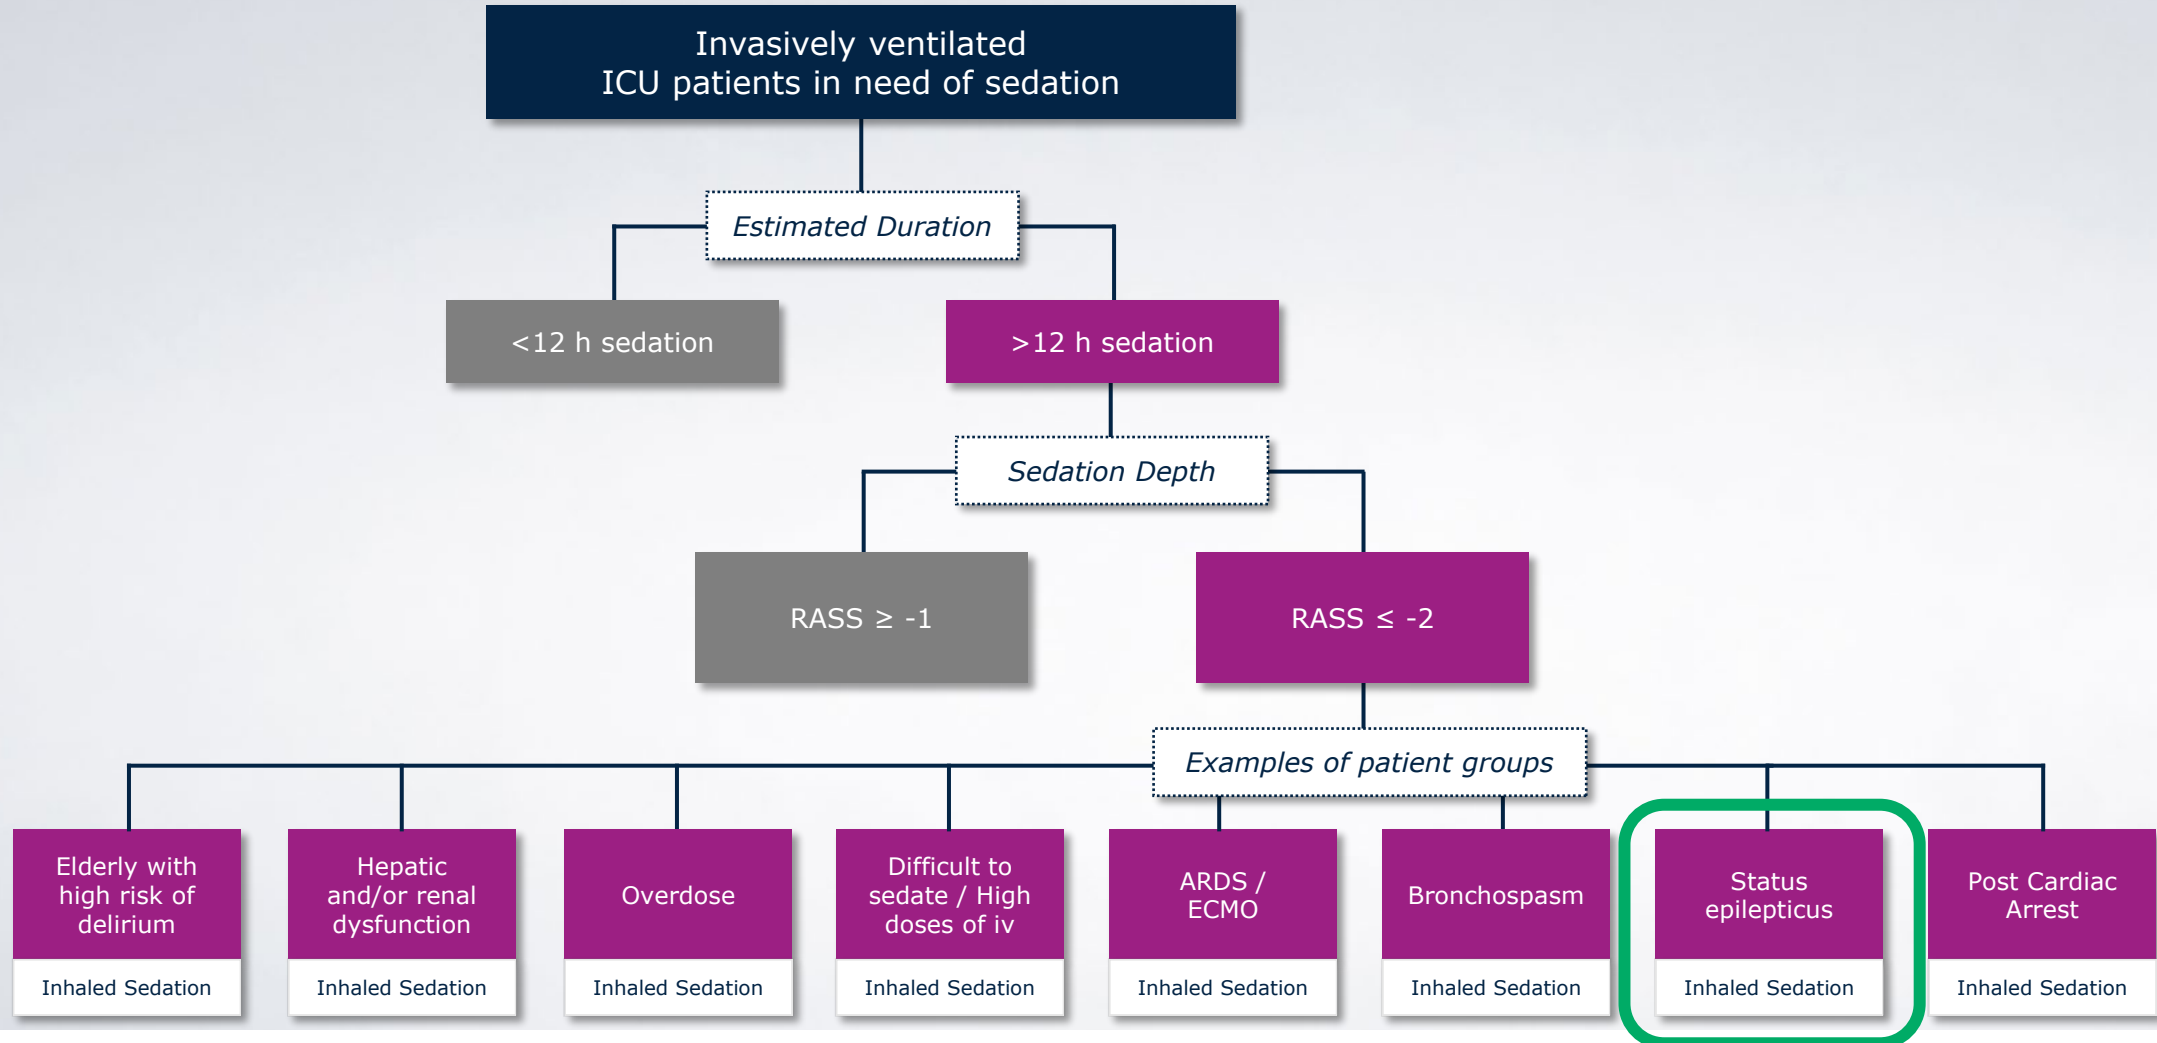 Invasively ventilated
ICU patients in need of sedation
Estimated Duration
<12 h sedation
>12 h sedation
Sedation Depth
RASS ≥ -1
RASS ≤ -2
Examples of patient groups
Elderly with
high risk of
delirium
Inhaled Sedation
Hepatic
and/or renal
dysfunction
Inhaled Sedation
Overdose
Inhaled Sedation
Difficult to
sedate / High
doses of iv
Inhaled Sedation
ARDS /
ECMO
Inhaled Sedation
Bronchospasm
Inhaled Sedation
Status
epilepticus
Inhaled Sedation
Post Cardiac
Arrest
Inhaled Sedation